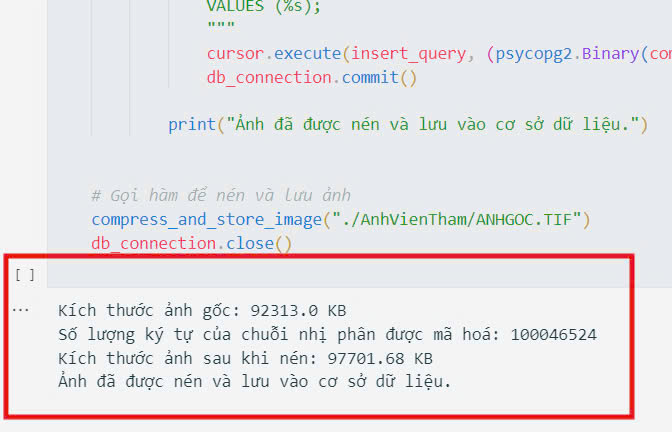 VALUES (%s);
"""
cursor.execute(insert_query, (psycopg2.Binary(co
db_connection.commit()
print("Ảnh đã được nén và lưu vào cơ sở dữ liệu.")
# Gọi hàm để nén và lưu ảnh
compress_and_store_image("./AnhVienTham/ANHGOC.TIF")
db_connection.close()
[ ]
... Kích thước ảnh gốc: 92313.0 KB
Số lượng ký tự của chuỗi nhị phân được mã hoá: 100046524
Kích thước ảnh sau khi nén: 97701.68 KB
Ảnh đã được nén và lưu vào cơ sở dữ liệu.